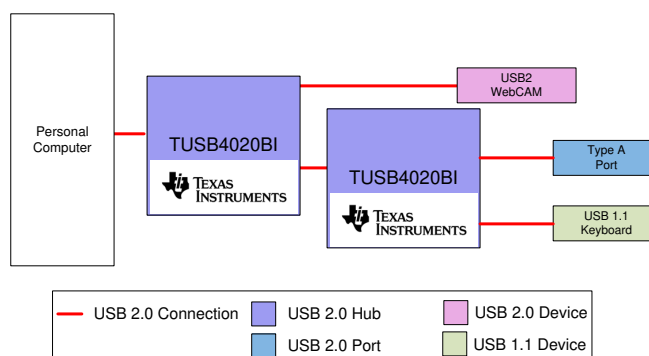 Personal
Computer
TUSB4020BI
TEXAS
INSTRUMENTS
USB2
WebCAM
TUSB4020BI
TEXAS
INSTRUMENTS
Type A
Port
USB 1.1
Keyboard
USB 2.0 Connection
USB 2.0 Hub
USB 2.0 Device
USB 2.0 Port
USB 1.1 Device